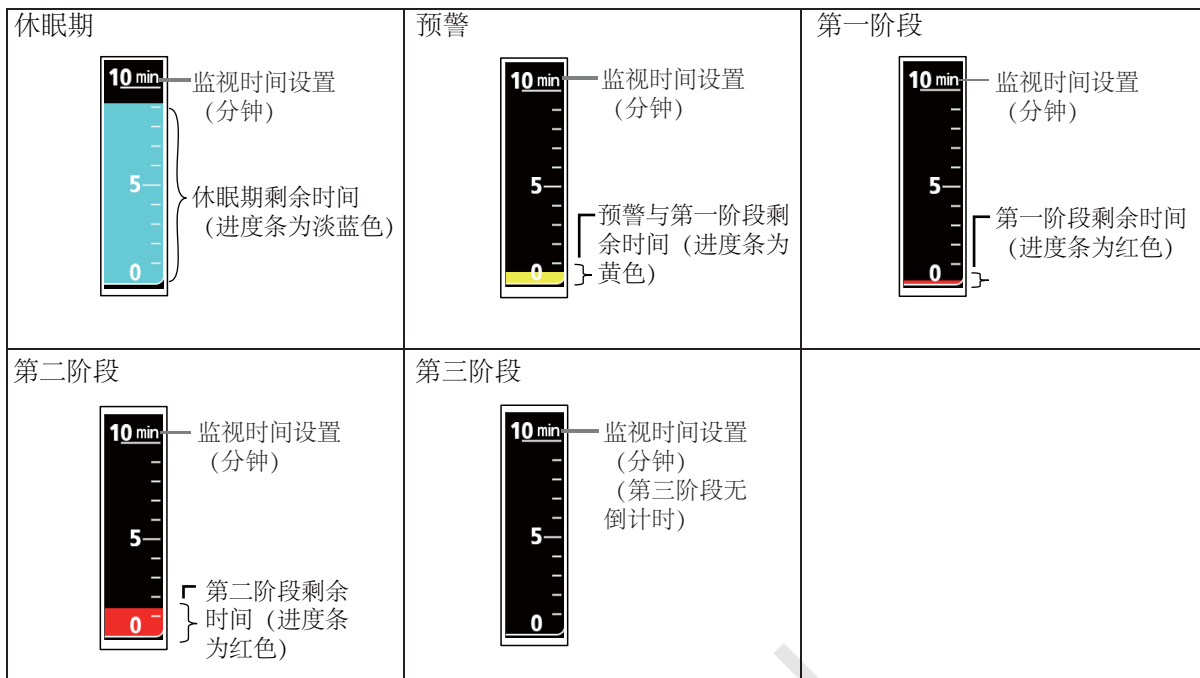 休眠期
10 min
监视时间设置
（分钟）
5
休眠期剩余时间
（进度条为淡蓝色）
0
预警
10 min
监视时间设置
（分钟）
5
预警与第一阶段剩
余时间（进度条为
黄色）
0
第一阶段
10 min
监视时间设置
（分钟）
5
第一阶段剩余时间
（进度条为红色）
0
第二阶段
10 min
监视时间设置
（分钟）
5
第二阶段剩余
时间（进度条
为红色）
0
第三阶段
10 min
监视时间设置
（分钟）
（第三阶段无
倒计时）
5
0